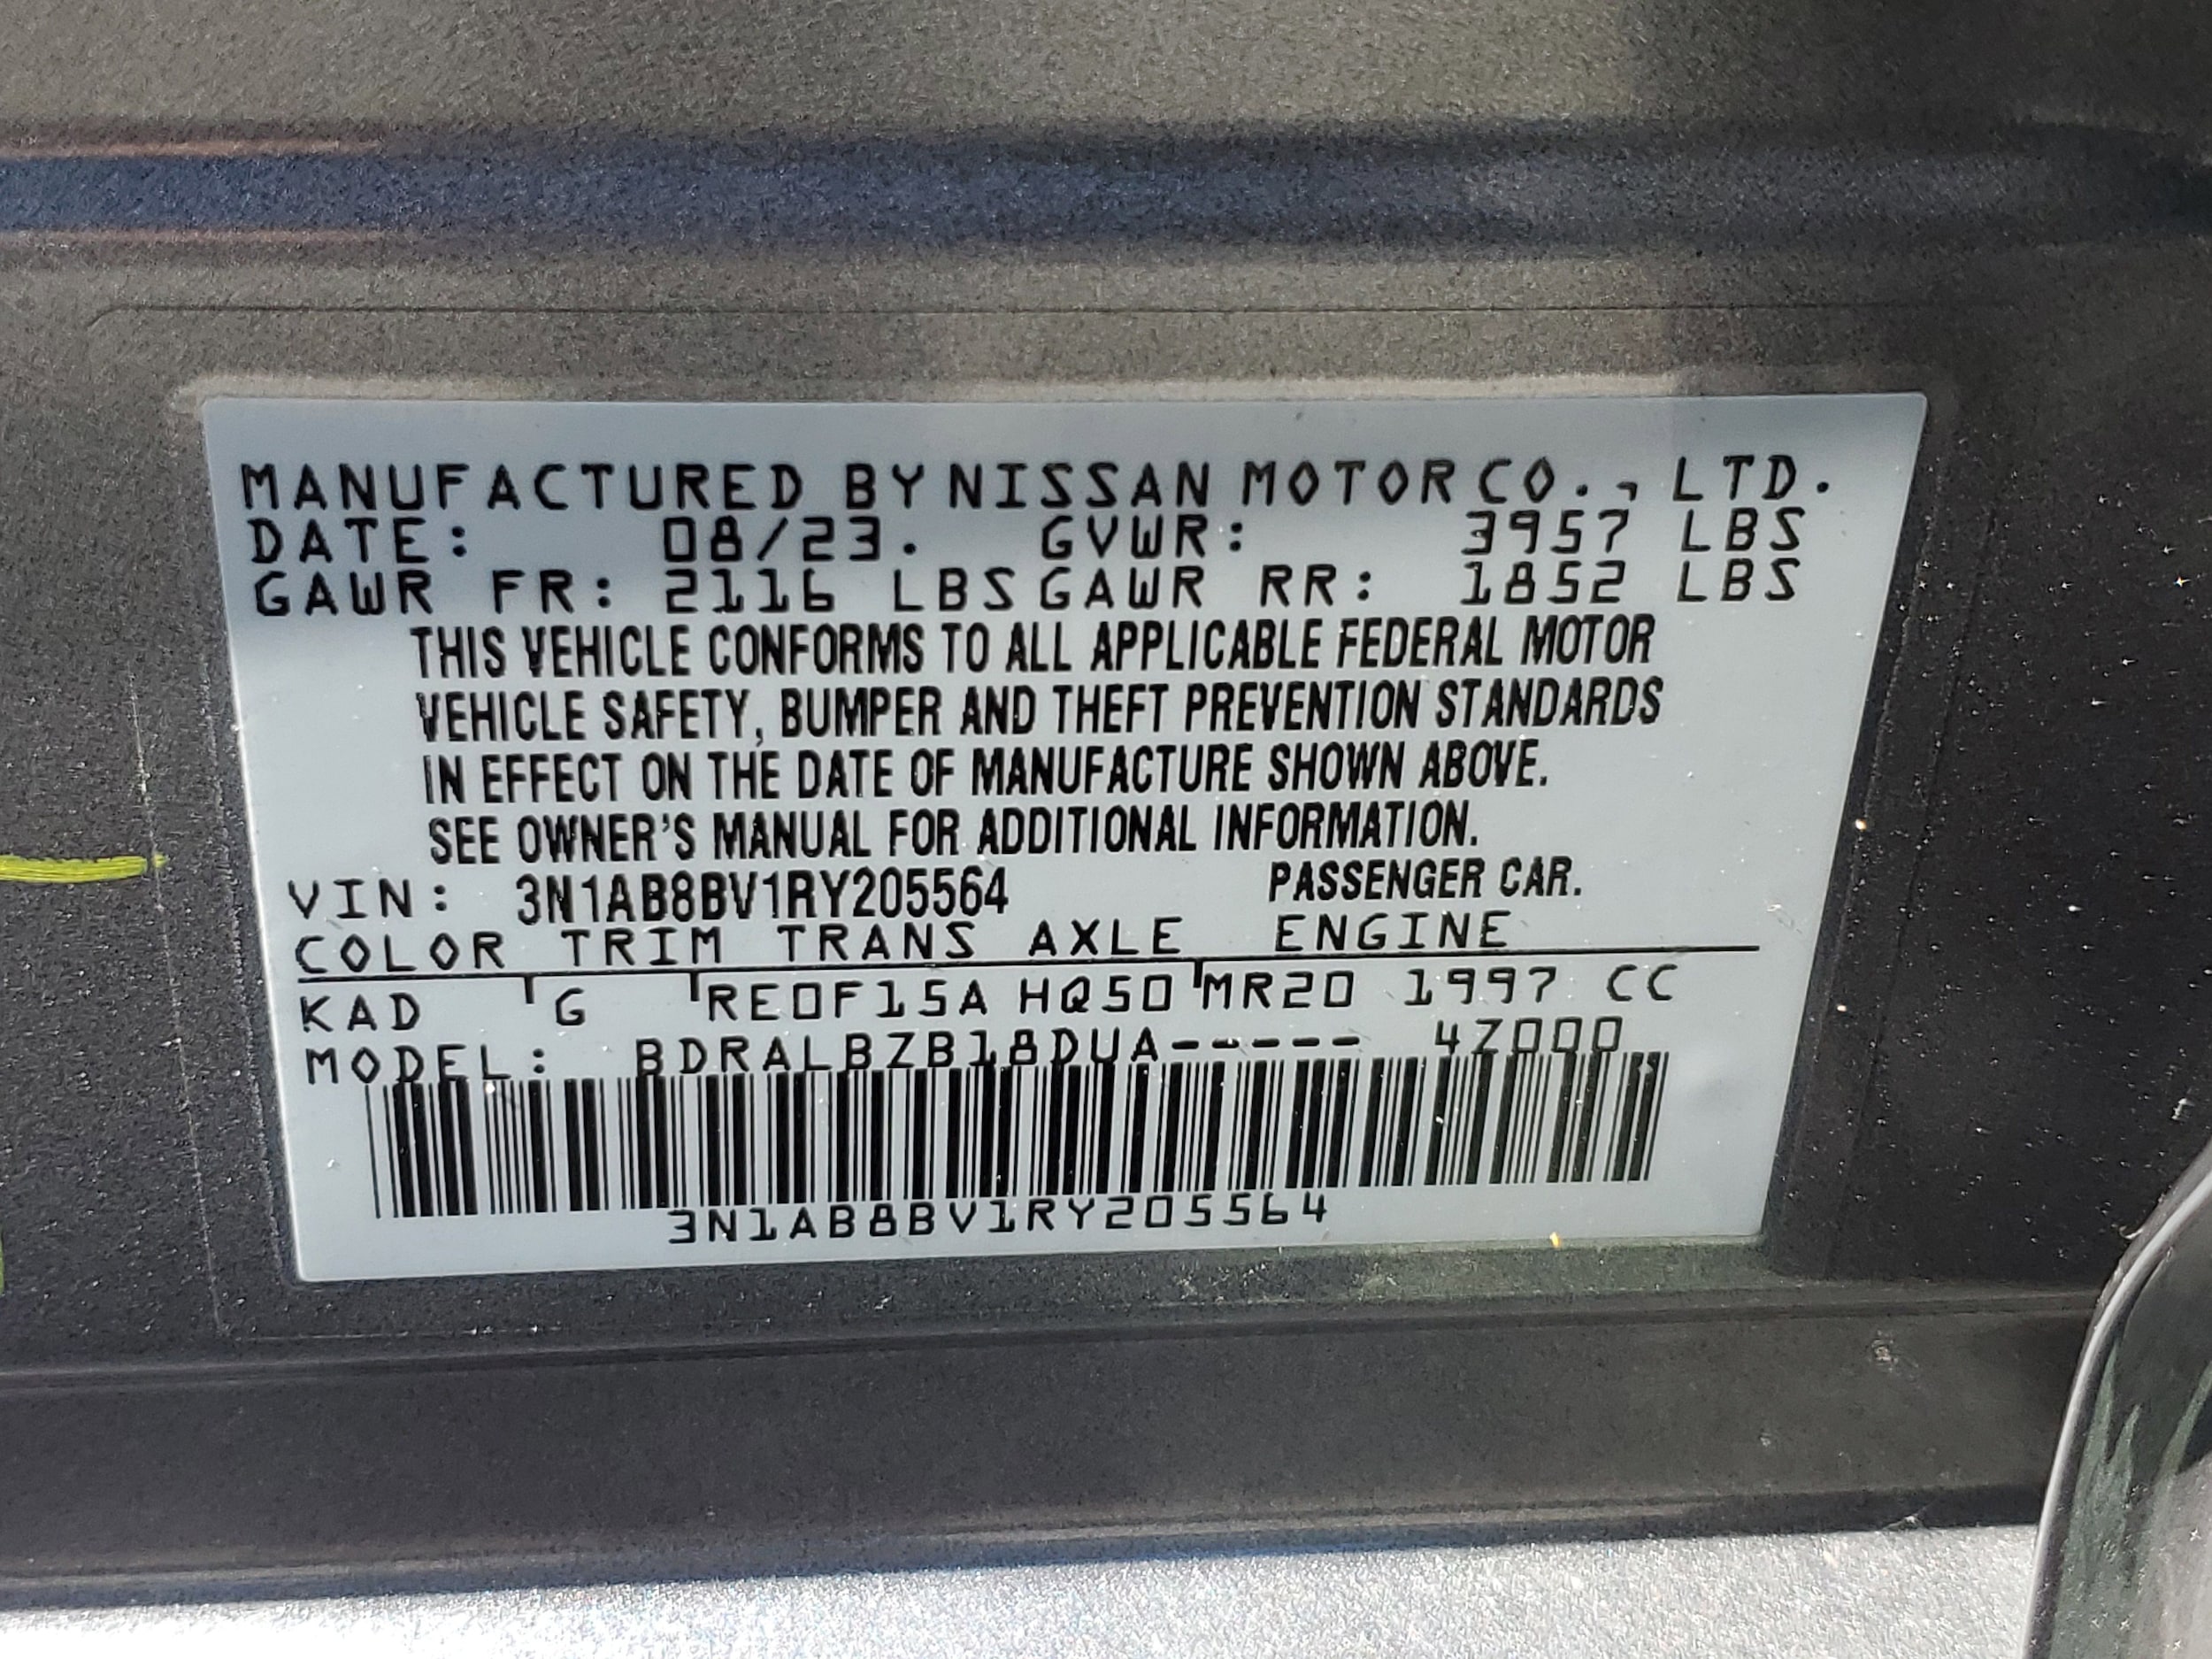 MANUFACTURED BY NISSAN MOTOR CO., LTD.
DATE: 08/23. GVWR: 3957 LBS
GAWR FR: 2116 LBS GAWR RR: 1852 LBS
THIS VEHICLE CONFORMS TO ALL APPLICABLE FEDERAL MOTOR
VEHICLE SAFETY, BUMPER AND THEFT PREVENTION STANDARDS
IN EFFECT ON THE DATE OF MANUFACTURE SHOWN ABOVE.
SEE OWNER'S MANUAL FOR ADDITIONAL INFORMATION.
VIN: 3N1AB8BV1RY205564 PASSENGER CAR.
COLOR TRIM TRANS AXLE ENGINE
KAD G RE0F15A HQ50 MR20 1997 CC
MODEL: BDRALBZB18DUA----- 4Z000
3N1AB8BV1RY205564